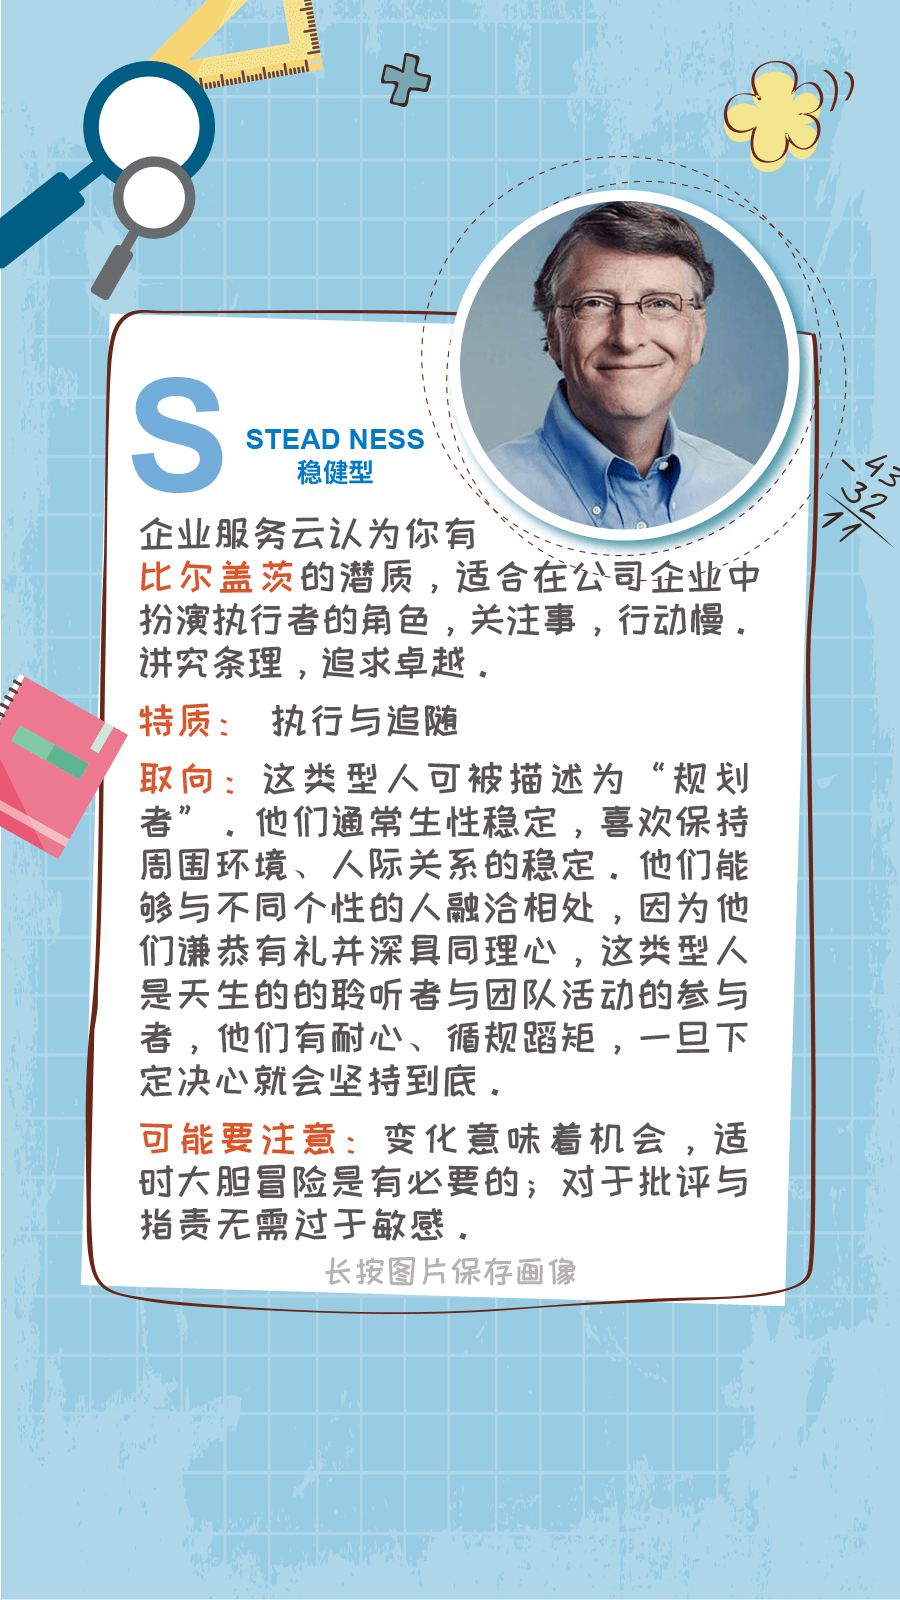 S
STEAD NESS
稳健型
企业服务云认为你有
比尔盖茨的潜质，适合在公司企业中
扮演执行者的角色，关注事，行动慢.
讲究条理，追求卓越.
特质： 执行与追随
取向：这类型人可被描述为“规划
者”. 他们通常生性稳定，喜欢保持
周围环境、人际关系的稳定. 他们能
够与不同个性的人融洽相处，因为他
们谦恭有礼并深具同理心，这类型人
是天生的的聆听者与团队活动的参与
者，他们有耐心、循规蹈矩，一旦下
定决心就会坚持到底.
可能要注意：变化意味着机会，适
时大胆冒险是有必要的；对于批评与
指责无需过于敏感.
长按图片保存画像
-43
32
11